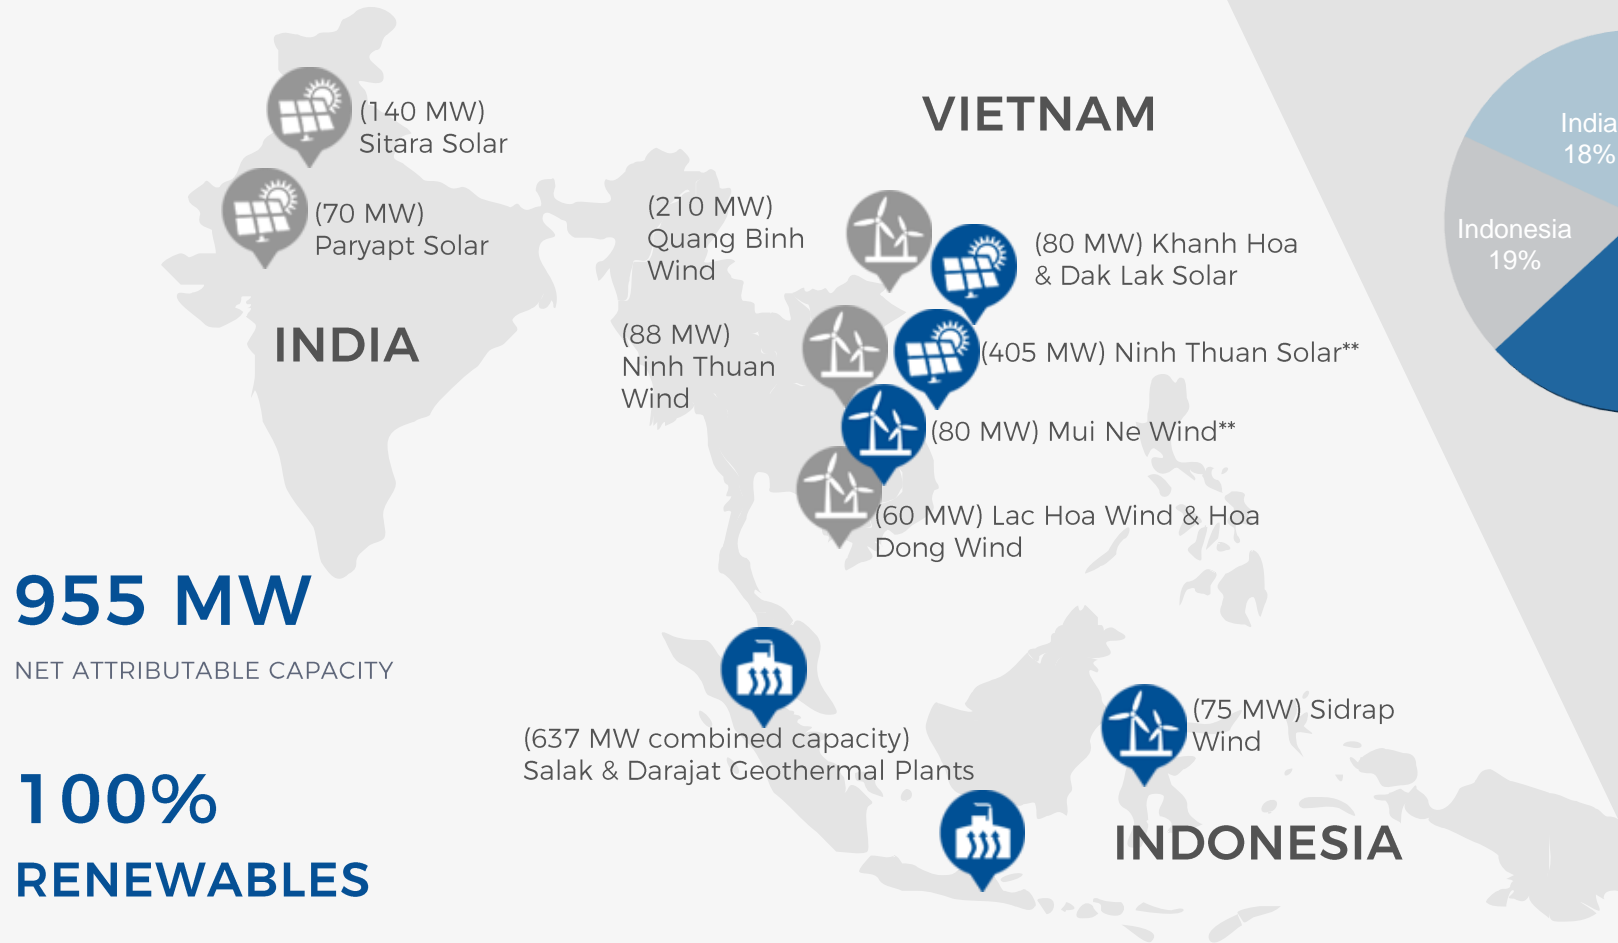 (140 MW)
Sitara Solar
(70 MW)
Paryapt Solar
INDIA
VIETNAM
(210 MW)
Quang Binh
Wind
(80 MW) Khanh Hoa
& Dak Lak Solar
(88 MW)
Ninh Thuan
Wind
(405 MW) Ninh Thuan Solar**
(80 MW) Mui Ne Wind**
(60 MW) Lac Hoa Wind & Hoa
Dong Wind
India
18%
Indonesia
19%
955 MW
NET ATTRIBUTABLE CAPACITY
100%
RENEWABLES
(637 MW combined capacity)
Salak & Darajat Geothermal Plants
(75 MW) Sidrap
Wind
INDONESIA